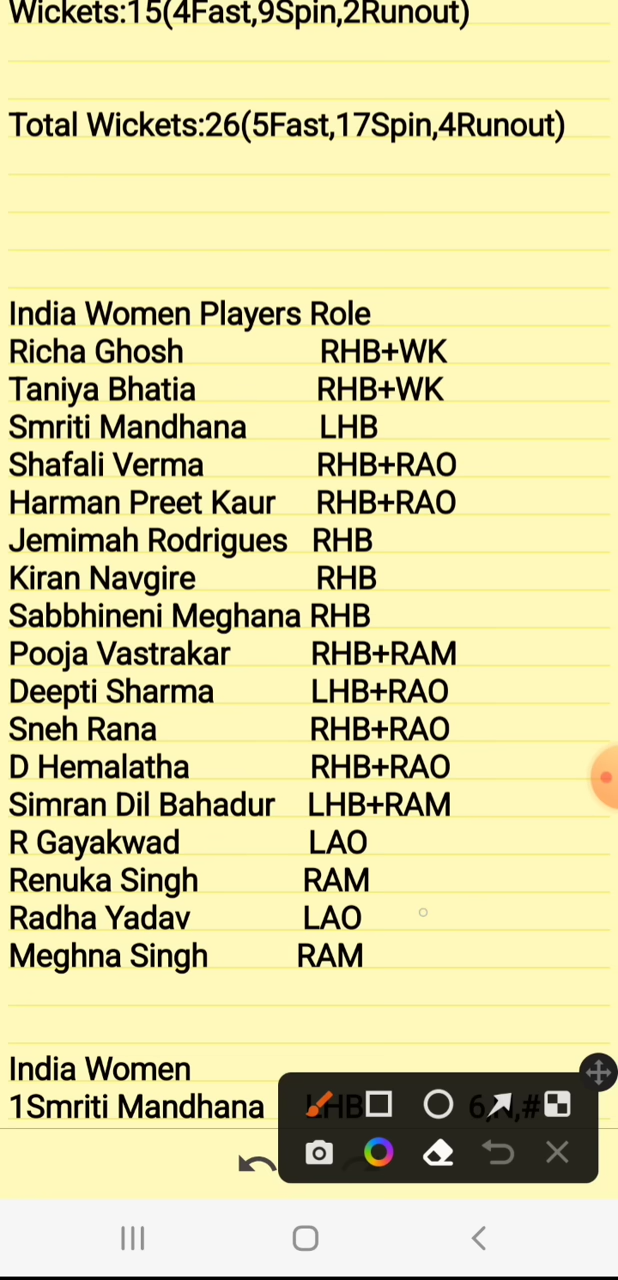 Wickets:15(4Fast,9Spin,2Runout)
Total Wickets:26(5Fast,17Spin,4Runout)
India Women Players Role
Richa Ghosh RHB+WK
Taniya Bhatia RHB+WK
Smriti Mandhana LHB
Shafali Verma RHB+RAO
Harman Preet Kaur RHB+RAO
Jemimah Rodrigues RHB
Kiran Navgire RHB
Sabbhineni Meghana RHB
Pooja Vastrakar RHB+RAM
Deepti Sharma LHB+RAO
Sneh Rana RHB+RAO
D Hemalatha RHB+RAO
Simran Dil Bahadur LHB+RAM
R Gayakwad LAO
Renuka Singh RAM
Radha Yadav LAO
Meghna Singh RAM
India Women
1Smriti Mandhana LHB 6,N,#